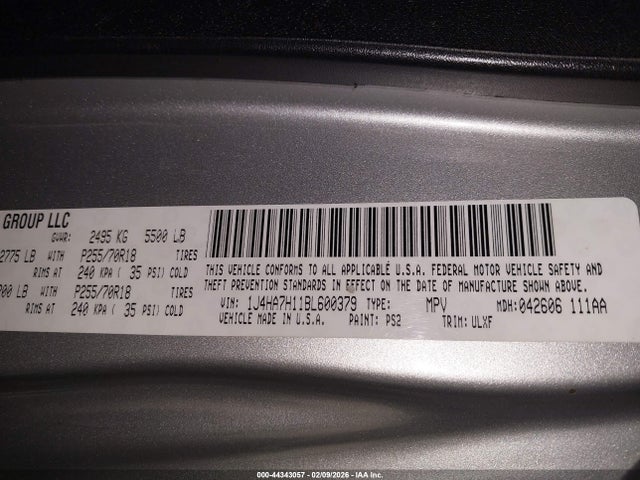 GROUP LLC
GVWR: 2495 KG 5500 LB
2775 LB WITH P255/70R18 TIRES
RIMS AT 240 KPA ( 35 PSI) COLD
WITH P255/70R18 TIRES
RIMS AT 240 KPA ( 35 PSI) COLD
THIS VEHICLE CONFORMS TO ALL APPLICABLE U.S.A. FEDERAL MOTOR VEHICLE SAFETY AND
THEFT PREVENTION STANDARDS IN EFFECT ON THE DATE OF MANUFACTURE SHOWN ABOVE.
VIN: 1J4HA7H11BL600379 TYPE: MPV MDH: 042606 111AA
VEHICLE MADE IN U.S.A. PAINT: PS2 TRIM: ULXF
000-44343057 - 02/09/2026 - IAA Inc.